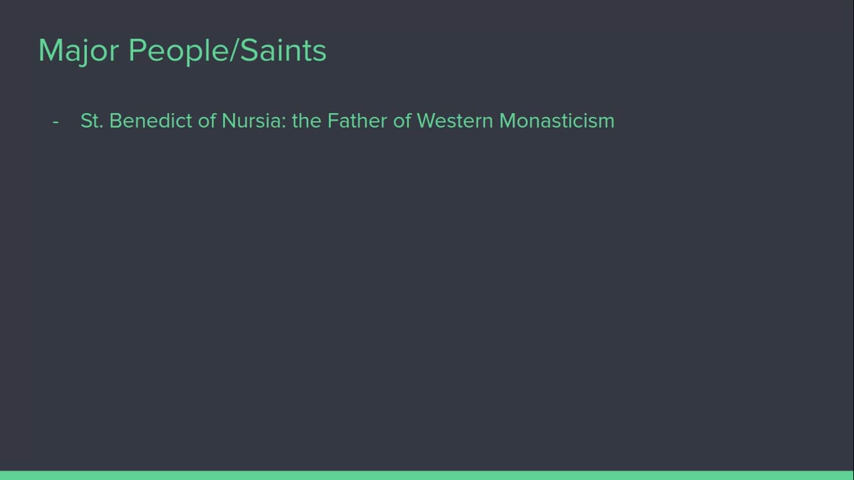 Major People/Saints
- St. Benedict of Nursia: the Father of Western Monasticism